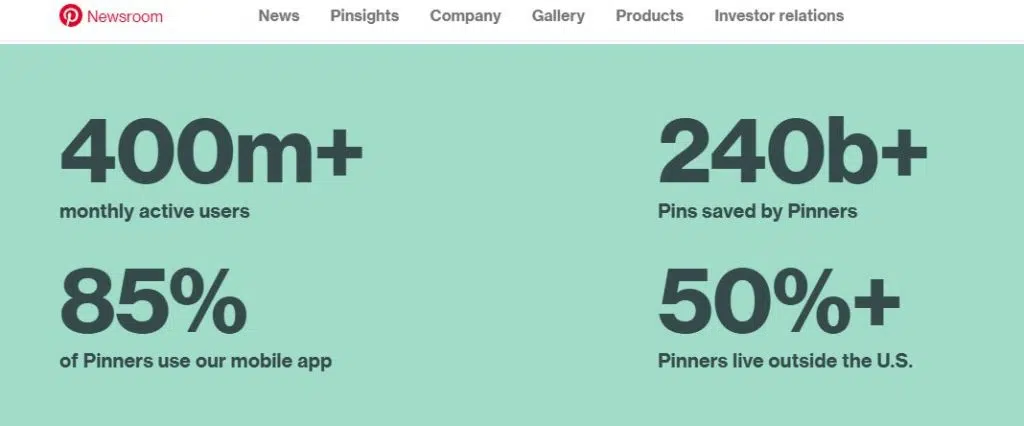 Newsroom News Pinsights Company Gallery Products Investor relations
400m+
monthly active users
240b+
Pins saved by Pinners
85%
of Pinners use our mobile app
50%+
Pinners live outside the U.S.